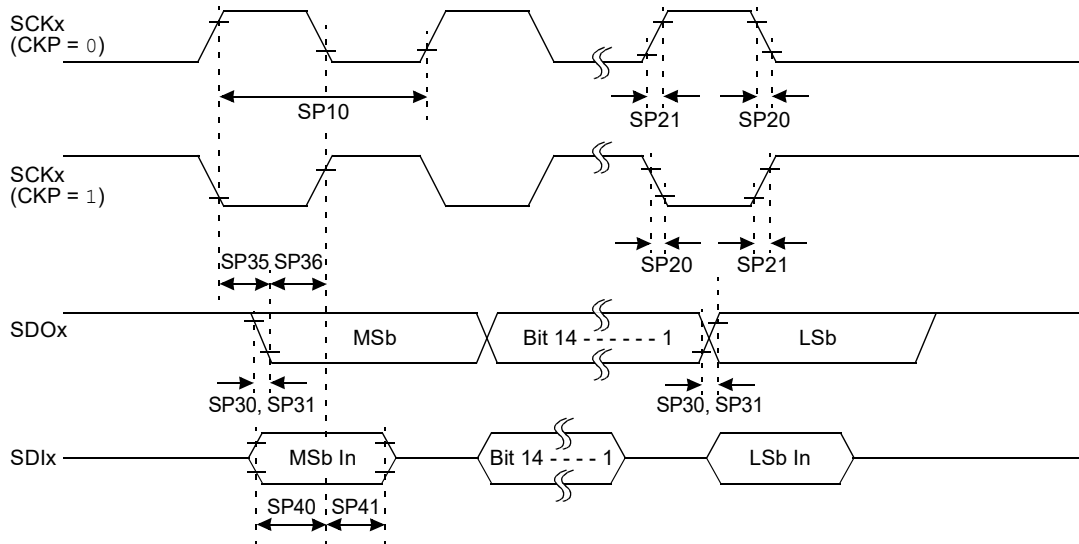 SCKx
(CKP = 0)
SP10
SP21
SP20
SCKx
(CKP = 1)
SP35 SP36
SP20
SP21
SDOx
MSb
Bit 14 - - - - - - 1
LSb
SP30, SP31
SP30, SP31
SDIx
MSb In
Bit 14 - - - - 1
LSb In
SP40 SP41